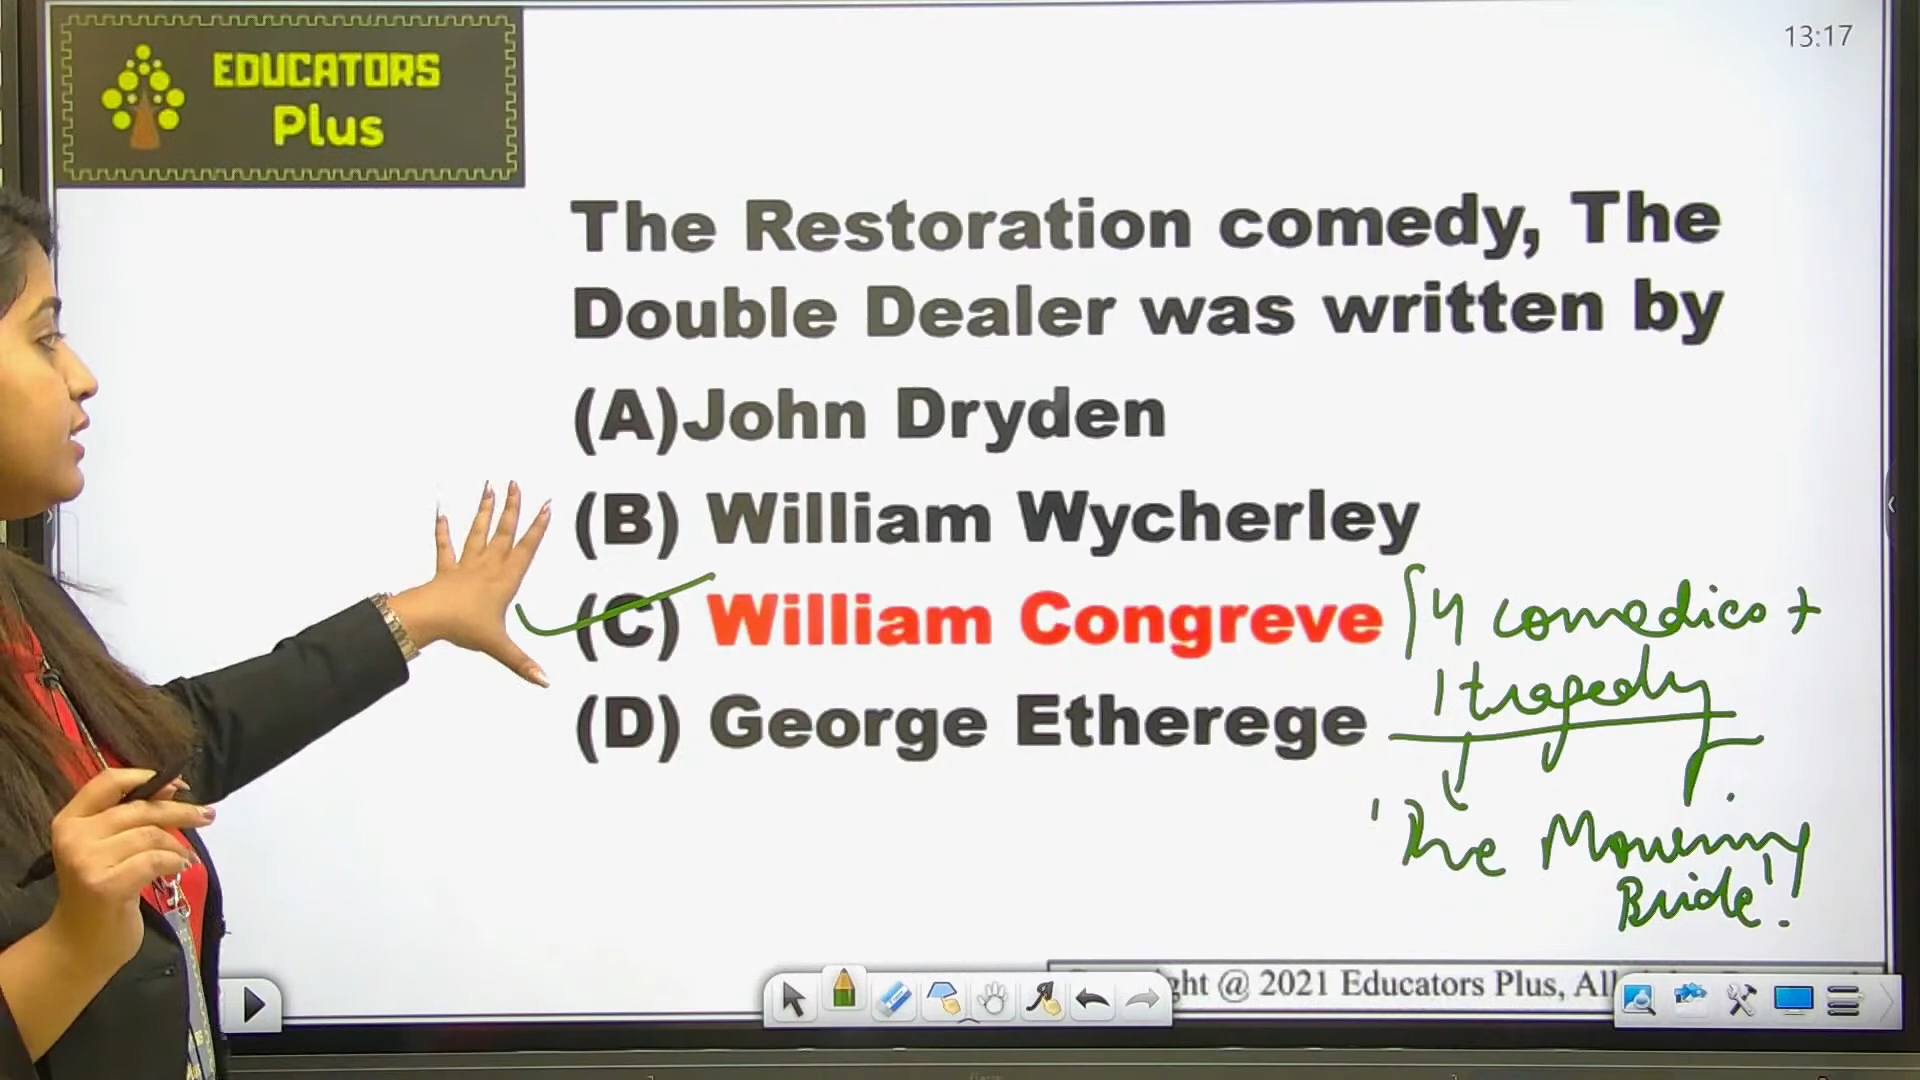 EDUCATORS
Plus
13:17
The Restoration comedy, The
Double Dealer was written by
(A)John Dryden
(B) William Wycherley
(C) William Congreve
4 comedies +
1 tragedy
(D) George Etherege
'The Mourning
Bride'.
ght @ 2021 Educators Plus, All